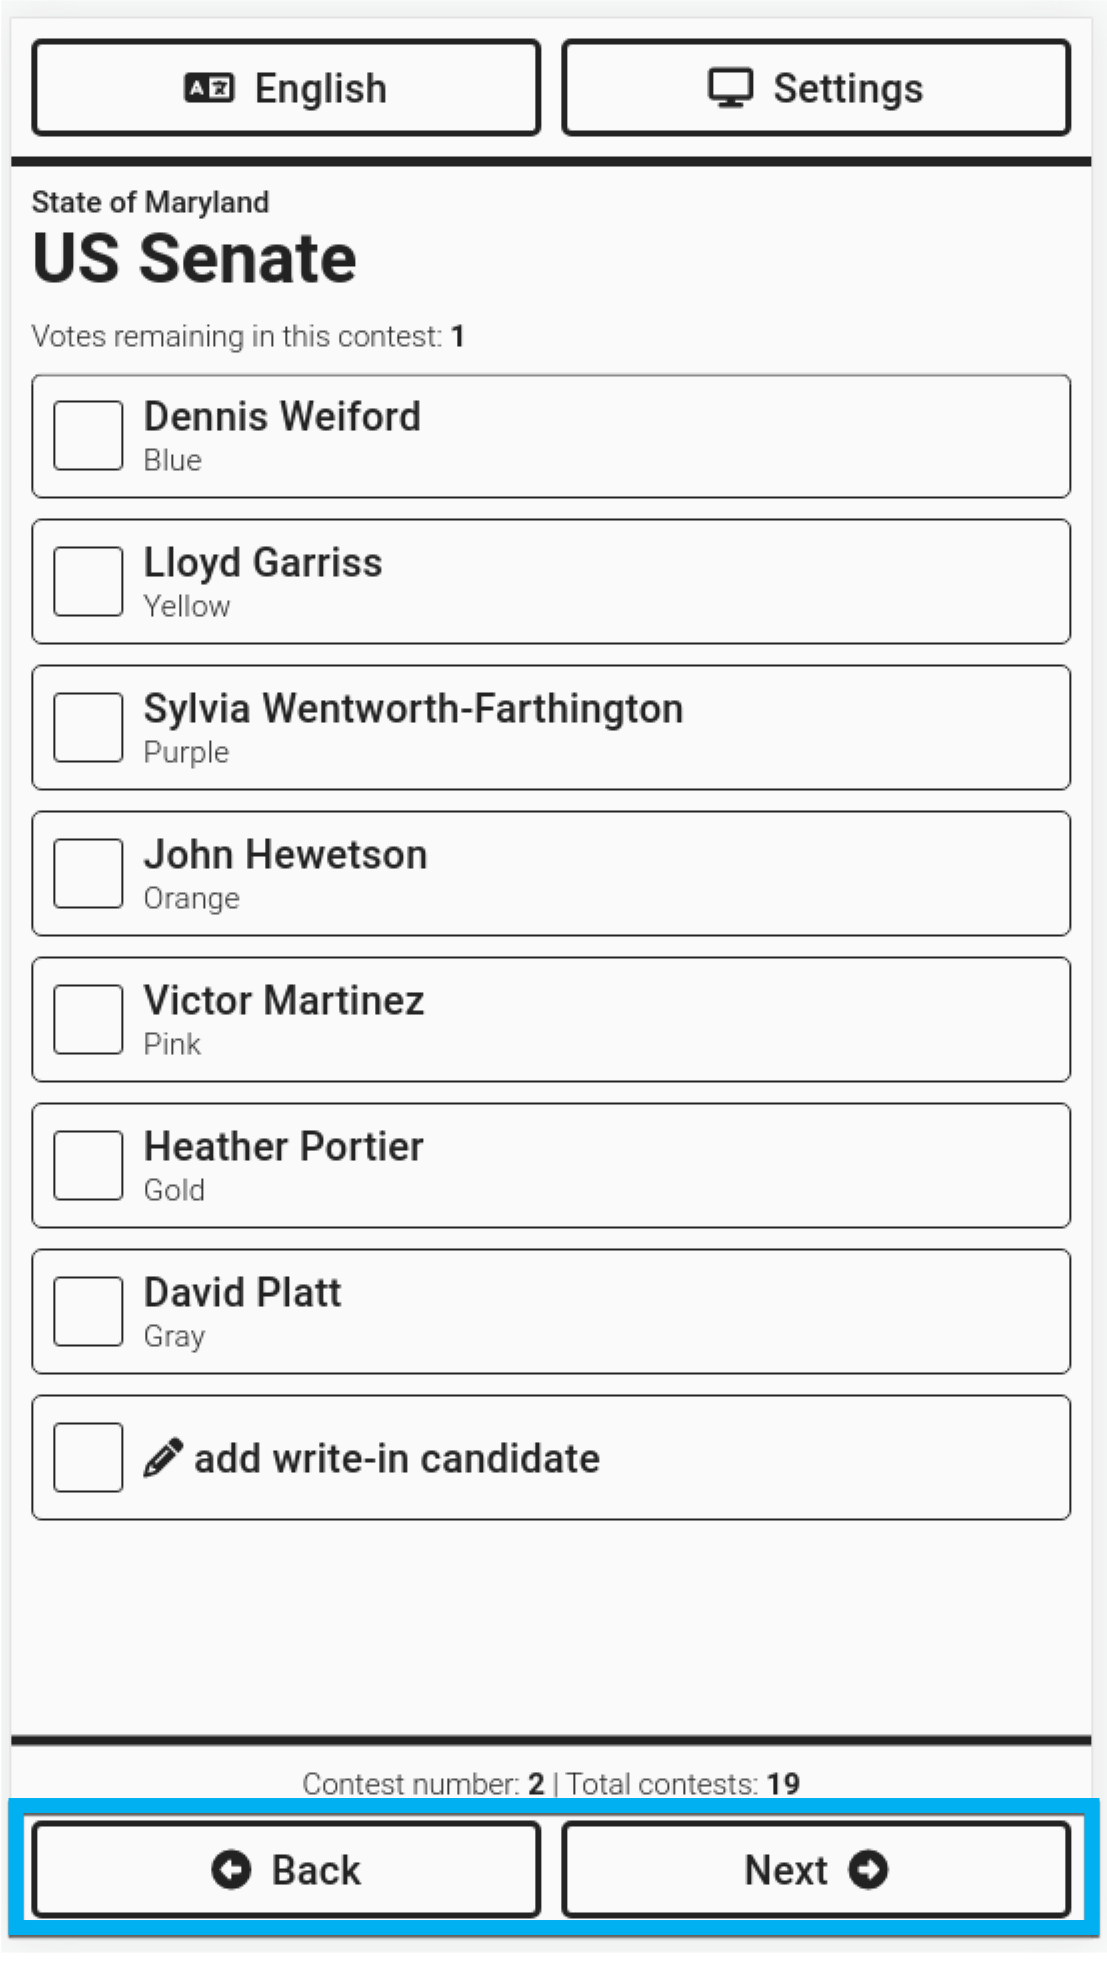 English
Settings
State of Maryland
US Senate
Votes remaining in this contest: 1
Dennis Weiford
Blue
Lloyd Garriss
Yellow
Sylvia Wentworth-Farthington
Purple
John Hewetson
Orange
Victor Martinez
Pink
Heather Portier
Gold
David Platt
Gray
add write-in candidate
Contest number: 2 | Total contests: 19
Back
Next